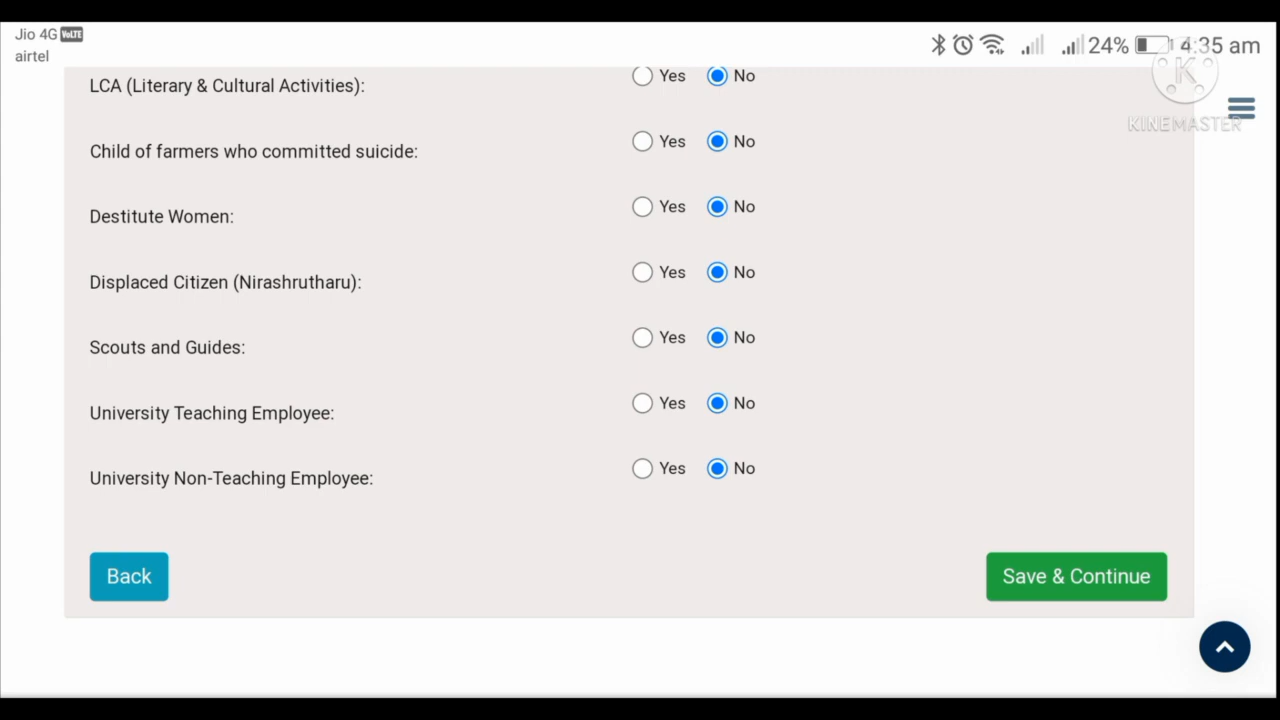 Jio 4G VoLTE
airtel
24% 4:35 am
K
KINEMASTER
LCA (Literary & Cultural Activities): Yes No
Child of farmers who committed suicide: Yes No
Destitute Women: Yes No
Displaced Citizen (Nirashrutharu): Yes No
Scouts and Guides: Yes No
University Teaching Employee: Yes No
University Non-Teaching Employee: Yes No
Back Save & Continue